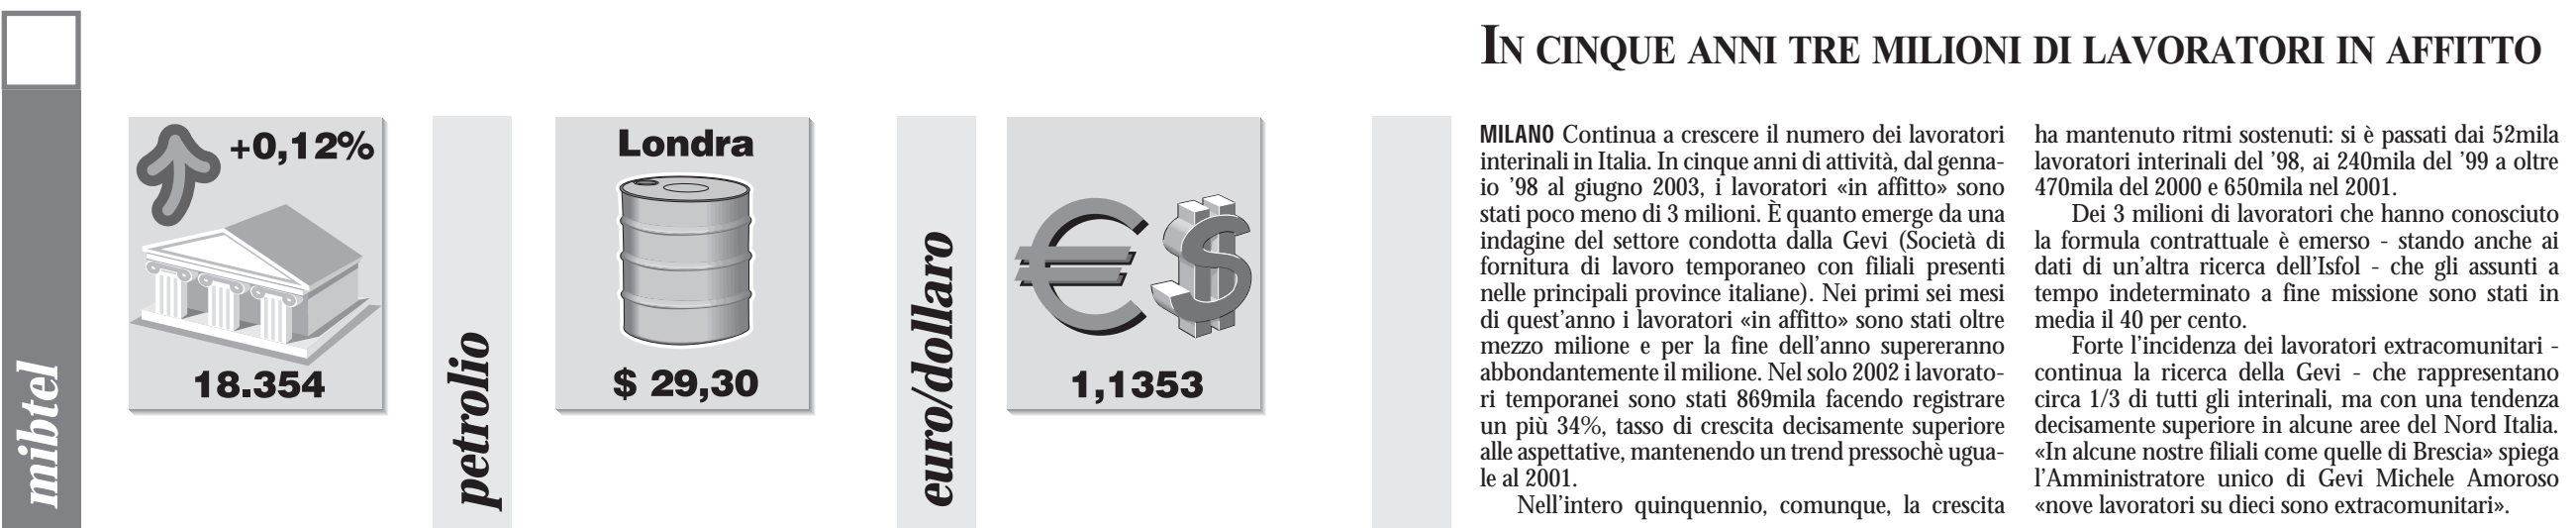 mibtel
+0,12%
18.354
petrolio
Londra
$ 29,30
euro/dollaro
1,1353
IN CINQUE ANNI TRE MILIONI DI LAVORATORI IN AFFITTO
MILANO Continua a crescere il numero dei lavoratori
interinali in Italia. In cinque anni di attività, dal genna-
io ’98 al giugno 2003, i lavoratori «in affitto» sono
stati poco meno di 3 milioni. È quanto emerge da una
indagine del settore condotta dalla Gevi (Società di
fornitura di lavoro temporaneo con filiali presenti
nelle principali province italiane). Nei primi sei mesi
di quest’anno i lavoratori «in affitto» sono stati oltre
mezzo milione e per la fine dell’anno supereranno
abbondantemente il milione. Nel solo 2002 i lavorato-
ri temporanei sono stati 869mila facendo registrare
un più 34%, tasso di crescita decisamente superiore
alle aspettative, mantenendo un trend pressochè ugua-
le al 2001.
Nell’intero quinquennio, comunque, la crescita
ha mantenuto ritmi sostenuti: si è passati dai 52mila
lavoratori interinali del ’98, ai 240mila del ’99 a oltre
470mila del 2000 e 650mila nel 2001.
Dei 3 milioni di lavoratori che hanno conosciuto
la formula contrattuale è emerso - stando anche ai
dati di un’altra ricerca dell’Isfol - che gli assunti a
tempo indeterminato a fine missione sono stati in
media il 40 per cento.
Forte l’incidenza dei lavoratori extracomunitari -
continua la ricerca della Gevi - che rappresentano
circa 1/3 di tutti gli interinali, ma con una tendenza
decisamente superiore in alcune aree del Nord Italia.
«In alcune nostre filiali come quelle di Brescia» spiega
l’Amministratore unico di Gevi Michele Amoroso
«nove lavoratori su dieci sono extracomunitari».